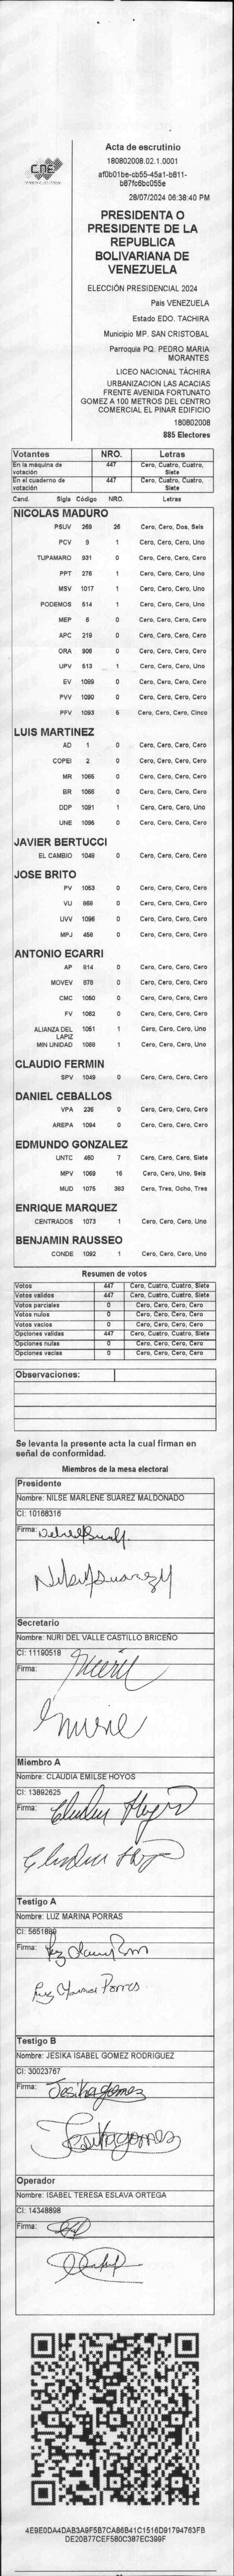 CNE
Acta de escrutinio
180802008.02.1.0001
af0b01be-cb55-45a1-b811-
b87fc6bc055e
28/07/2024 06:38:40 PM
PRESIDENTA O
PRESIDENTE DE LA
REPUBLICA
BOLIVARIANA DE
VENEZUELA
ELECCIÓN PRESIDENCIAL 2024
Pais VENEZUELA
Estado EDO. TACHIRA
Municipio MP. SAN CRISTOBAL
Parroquia PQ. PEDRO MARIA
MORANTES
LICEO NACIONAL TÁCHIRA
URBANIZACION LAS ACACIAS
FRENTE AVENIDA FORTUNATO
GOMEZ A 100 METROS DEL CENTRO
COMERCIAL EL PINAR EDIFICIO
180802008
885 Electores
Votantes NRO. Letras
En la máquina de votación 447 Cero, Cuatro, Cuatro, Siete
En el cuaderno de votación 447 Cero, Cuatro, Cuatro, Siete
Cand. Sigla Código NRO. Letras
NICOLAS MADURO
PSUV 269 26 Cero, Cero, Dos, Seis
PCV 9 1 Cero, Cero, Cero, Uno
TUPAMARO 931 0 Cero, Cero, Cero, Cero
PPT 276 1 Cero, Cero, Cero, Uno
MSV 1017 1 Cero, Cero, Cero, Uno
PODEMOS 514 1 Cero, Cero, Cero, Uno
MEP 6 0 Cero, Cero, Cero, Cero
APC 219 0 Cero, Cero, Cero, Cero
ORA 906 0 Cero, Cero, Cero, Cero
UPV 513 1 Cero, Cero, Cero, Uno
EV 1089 0 Cero, Cero, Cero, Cero
PVV 1090 0 Cero, Cero, Cero, Cero
PFV 1093 5 Cero, Cero, Cero, Cinco
LUIS MARTINEZ
AD 1 0 Cero, Cero, Cero, Cero
COPEI 2 0 Cero, Cero, Cero, Cero
MR 1065 0 Cero, Cero, Cero, Cero
BR 1066 0 Cero, Cero, Cero, Cero
DDP 1091 1 Cero, Cero, Cero, Uno
UNE 1095 0 Cero, Cero, Cero, Cero
JAVIER BERTUCCI
EL CAMBIO 1048 0 Cero, Cero, Cero, Cero
JOSE BRITO
PV 1053 0 Cero, Cero, Cero, Cero
VU 868 0 Cero, Cero, Cero, Cero
UVV 1096 0 Cero, Cero, Cero, Cero
MPJ 458 0 Cero, Cero, Cero, Cero
ANTONIO ECARRI
AP 814 0 Cero, Cero, Cero, Cero
MOVEV 878 0 Cero, Cero, Cero, Cero
CMC 1050 0 Cero, Cero, Cero, Cero
FV 1062 0 Cero, Cero, Cero, Cero
ALIANZA DEL LAPIZ 1051 1 Cero, Cero, Cero, Uno
MIN UNIDAD 1068 1 Cero, Cero, Cero, Uno
CLAUDIO FERMIN
SPV 1049 0 Cero, Cero, Cero, Cero
DANIEL CEBALLOS
VPA 236 0 Cero, Cero, Cero, Cero
AREPA 1094 0 Cero, Cero, Cero, Cero
EDMUNDO GONZALEZ
UNTC 460 7 Cero, Cero, Cero, Siete
MPV 1069 16 Cero, Cero, Uno, Seis
MUD 1075 383 Cero, Tres, Ocho, Tres
ENRIQUE MARQUEZ
CENTRADOS 1073 1 Cero, Cero, Cero, Uno
BENJAMIN RAUSSEO
CONDE 1092 1 Cero, Cero, Cero, Uno
Resumen de votos
Votos 447 Cero, Cuatro, Cuatro, Siete
Votos validos 447 Cero, Cuatro, Cuatro, Siete
Votos parciales 0 Cero, Cero, Cero, Cero
Votos nulos 0 Cero, Cero, Cero, Cero
Votos vacios 0 Cero, Cero, Cero, Cero
Opciones validas 447 Cero, Cuatro, Cuatro, Siete
Opciones nulas 0 Cero, Cero, Cero, Cero
Opciones vacias 0 Cero, Cero, Cero, Cero
Observaciones:
Se levanta la presente acta la cual firman en
señal de conformidad.
Miembros de la mesa electoral
Presidente
Nombre: NILSE MARLENE SUAREZ MALDONADO
CI: 10168316
Firma:
Secretario
Nombre: NURI DEL VALLE CASTILLO BRICEÑO
CI: 11190518
Firma:
Miembro A
Nombre: CLAUDIA EMILSE HOYOS
CI: 13892625
Firma:
Testigo A
Nombre: LUZ MARINA PORRAS
CI: 5651889
Firma:
Luz Marina Porras
Testigo B
Nombre: JESIKA ISABEL GOMEZ RODRIGUEZ
CI: 30023767
Firma: Jesika gomez
Operador
Nombre: ISABEL TERESA ESLAVA ORTEGA
CI: 14348898
Firma:
4E9E0DA4DAB3A9F5B7CA86B41C1516D91794763FB
DE20B77CEF580C387EC399F